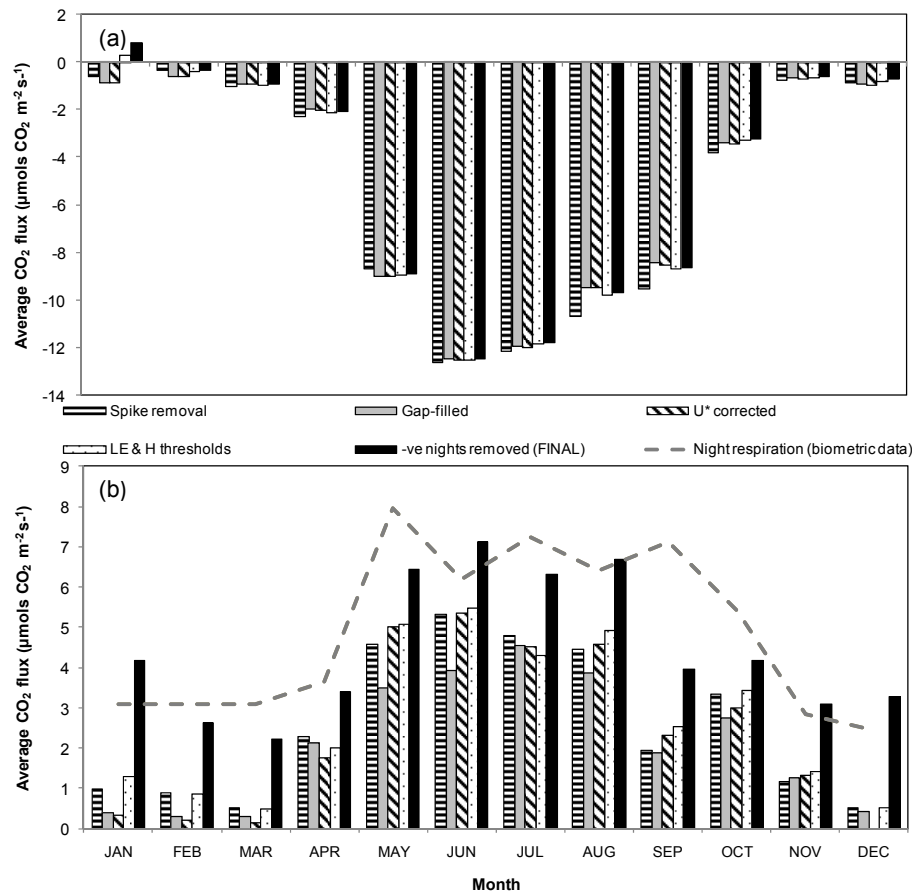 (a)
2
0
-2
-4
-6
-8
-10
-12
-14
Average CO₂ flux (µmols CO₂ m⁻²s⁻¹)
Spike removal Gap-filled U* corrected
LE & H thresholds -ve nights removed (FINAL) Night respiration (biometric data)
(b)
9
8
7
6
5
4
3
2
1
0
Average CO₂ flux (µmols CO₂ m⁻²s⁻¹)
JAN FEB MAR APR MAY JUN JUL AUG SEP OCT NOV DEC
Month